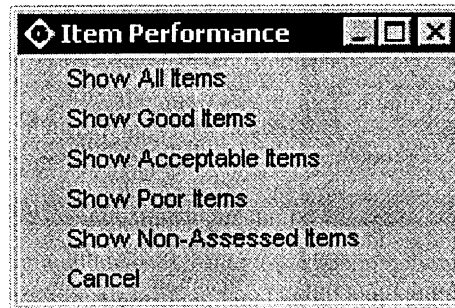 Item Performance
Show All Items
Show Good Items
Show Acceptable Items
Show Poor Items
Show Non-Assessed Items
Cancel